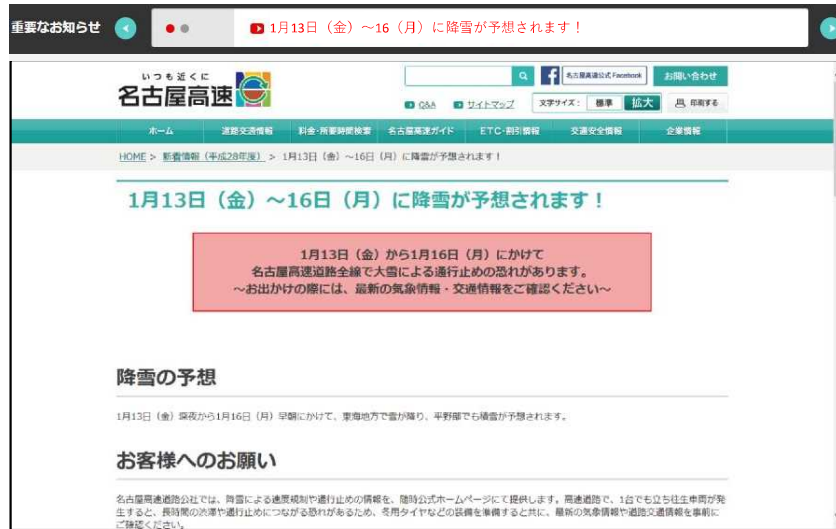 重要なお知らせ
1月13日（金）～16（月）に降雪が予想されます！
いつも近くに
名古屋高速
名古屋高速公式 Facebook
お問い合わせ
Q&A
サイトマップ
文字サイズ： 標準 拡大
印刷する
ホーム 道路交通情報 料金・所要時間検索 名古屋高速ガイド ETC・割引情報 交通安全情報 企業情報
HOME > 新着情報（平成28年度） > 1月13日（金）～16日（月）に降雪が予想されます！
1月13日（金）～16日（月）に降雪が予想されます！
1月13日（金）から1月16日（月）にかけて
名古屋高速道路全線で大雪による通行止めの恐れがあります。
～お出かけの際には、最新の気象情報・交通情報をご確認ください～
降雪の予想
1月13日（金）深夜から1月16日（月）早朝にかけて、東海地方で雪が降り、平野部でも積雪が予想されます。
お客様へのお願い
名古屋高速道路公社では、降雪による速度規制や通行止めの情報を、随時公式ホームページにて提供します。高速道路で、1台でも立ち往生車両が発
生すると、長時間の渋滞や通行止めにつながる恐れがあるため、冬用タイヤなどの装備を準備すると共に、最新の気象情報や道路交通情報を事前に
ご確認ください。